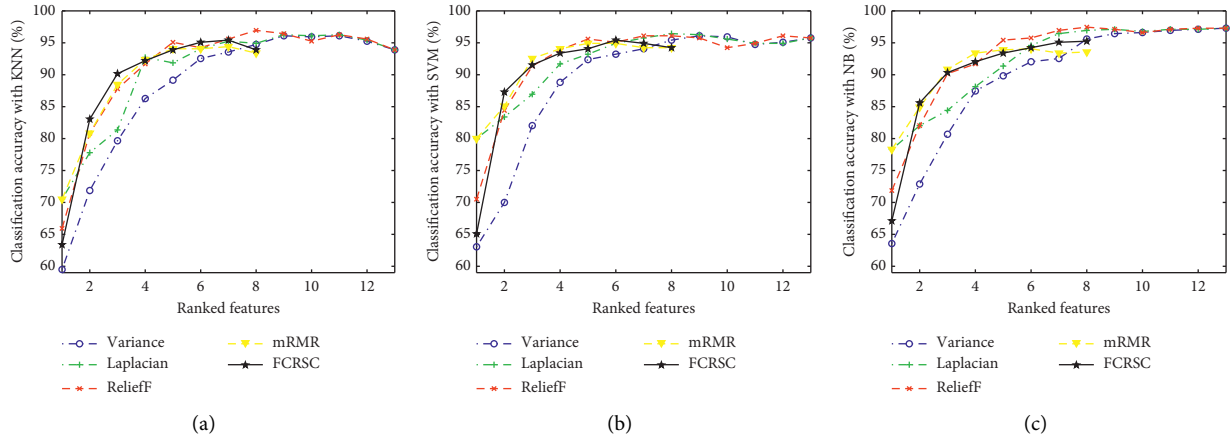 Classification accuracy with KNN (%)
100
95
90
85
80
75
70
65
60
2 4 6 8 10 12
Ranked features
Variance
Laplacian
ReliefF
mRMR
FCRSC
(a)
Classification accuracy with SVM (%)
100
95
90
85
80
75
70
65
60
2 4 6 8 10 12
Ranked features
Variance
Laplacian
ReliefF
mRMR
FCRSC
(b)
Classification accuracy with NB (%)
100
95
90
85
80
75
70
65
60
2 4 6 8 10 12
Ranked features
Variance
Laplacian
ReliefF
mRMR
FCRSC
(c)